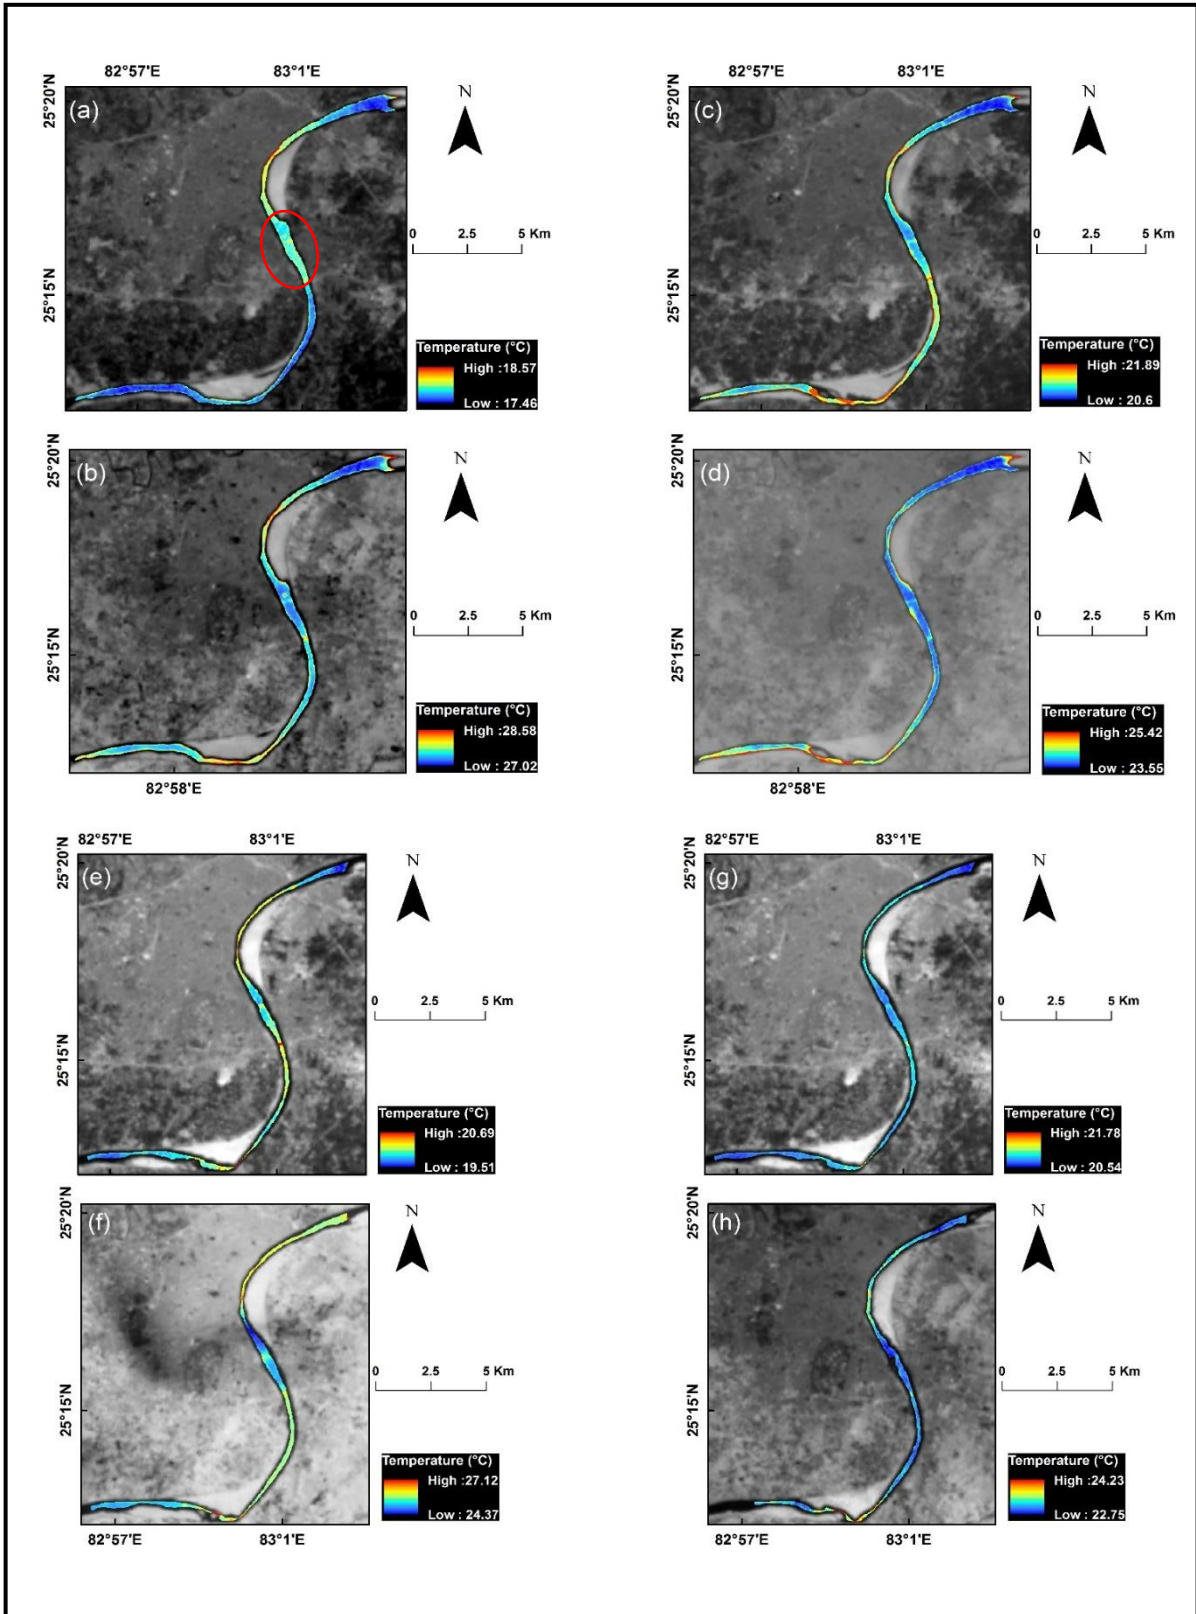 82°57'E 83°1'E
25°20'N
25°15'N
(a)
N
0 2.5 5 Km
Temperature (°C)
High :18.57
Low : 17.46
82°57'E 83°1'E
25°20'N
25°15'N
(c)
N
0 2.5 5 Km
Temperature (°C)
High :21.89
Low : 20.6
25°20'N
25°15'N
(b)
N
0 2.5 5 Km
Temperature (°C)
High :28.58
Low : 27.02
82°58'E
25°20'N
25°15'N
(d)
N
0 2.5 5 Km
Temperature (°C)
High :25.42
Low : 23.55
82°58'E
82°57'E 83°1'E
25°20'N
25°15'N
(e)
N
0 2.5 5 Km
Temperature (°C)
High :20.69
Low : 19.51
82°57'E 83°1'E
25°20'N
25°15'N
(g)
N
0 2.5 5 Km
Temperature (°C)
High :21.78
Low : 20.54
25°20'N
25°15'N
(f)
N
0 2.5 5 Km
Temperature (°C)
High :27.12
Low : 24.37
82°57'E 83°1'E
25°20'N
25°15'N
(h)
N
0 2.5 5 Km
Temperature (°C)
High :24.23
Low : 22.75
82°57'E 83°1'E